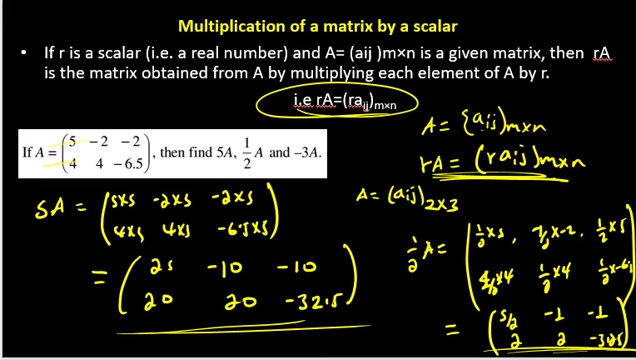 Multiplication of a matrix by a scalar
• If r is a scalar (i.e. a real number) and A= (aij )m×n is a given matrix, then rA
is the matrix obtained from A by multiplying each element of A by r.
i.e rA=(raij)m×n
A = {aij)m×n
rA = (raij)m×n
If A = (5 −2 −2
4 4 −6.5), then find 5A, 1/2 A and −3A.
A = (aij)2×3
5A = (5×5 -2×5 -2×5
4×5 4×5 -6.5×5)
= (25 -10 -10
20 20 -32.5)
1/2 A = (1/2×5, 1/2×-2, 1/2×5
1/2×4 1/2×4 1/2×-6.5
= (5/2 -1 -1
2 2 -3.25)